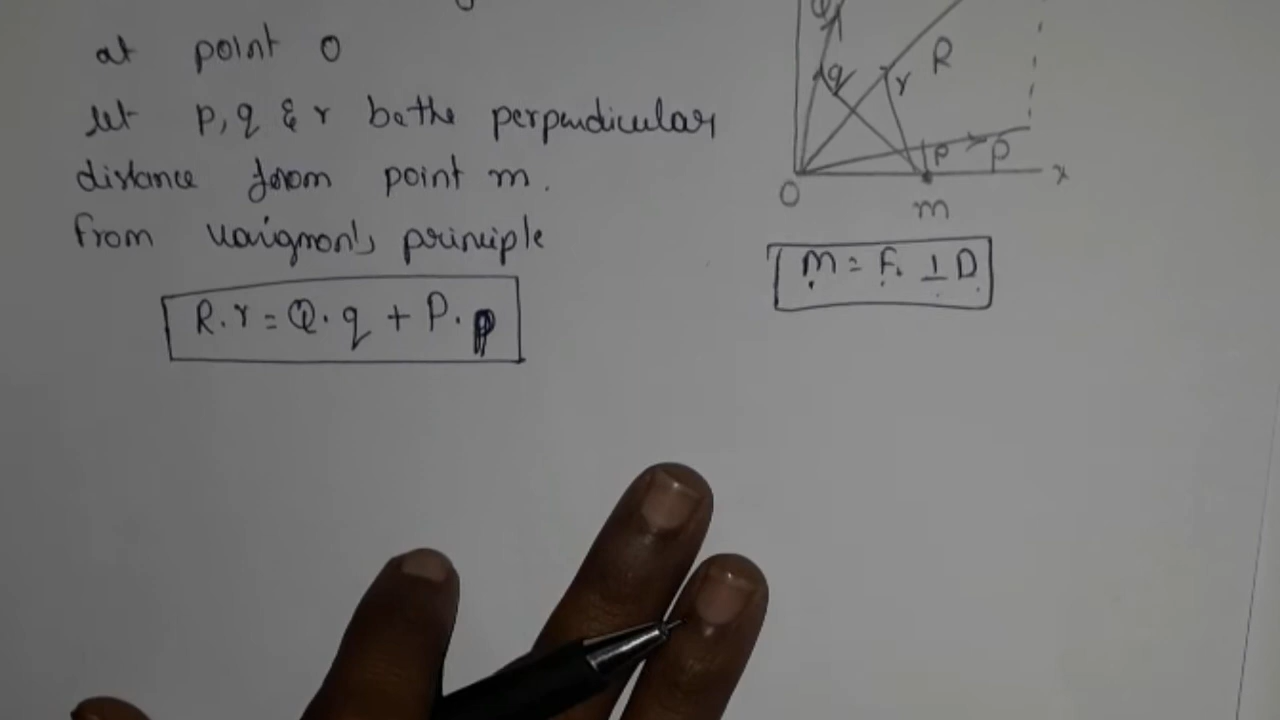 at point O
let p, q & r be the perpendicular
distance from point m.
from Varignon's principle
R.r = Q.q + P.p
Q
q
R
r
p
P
x
O
m
M = F. ⊥ D